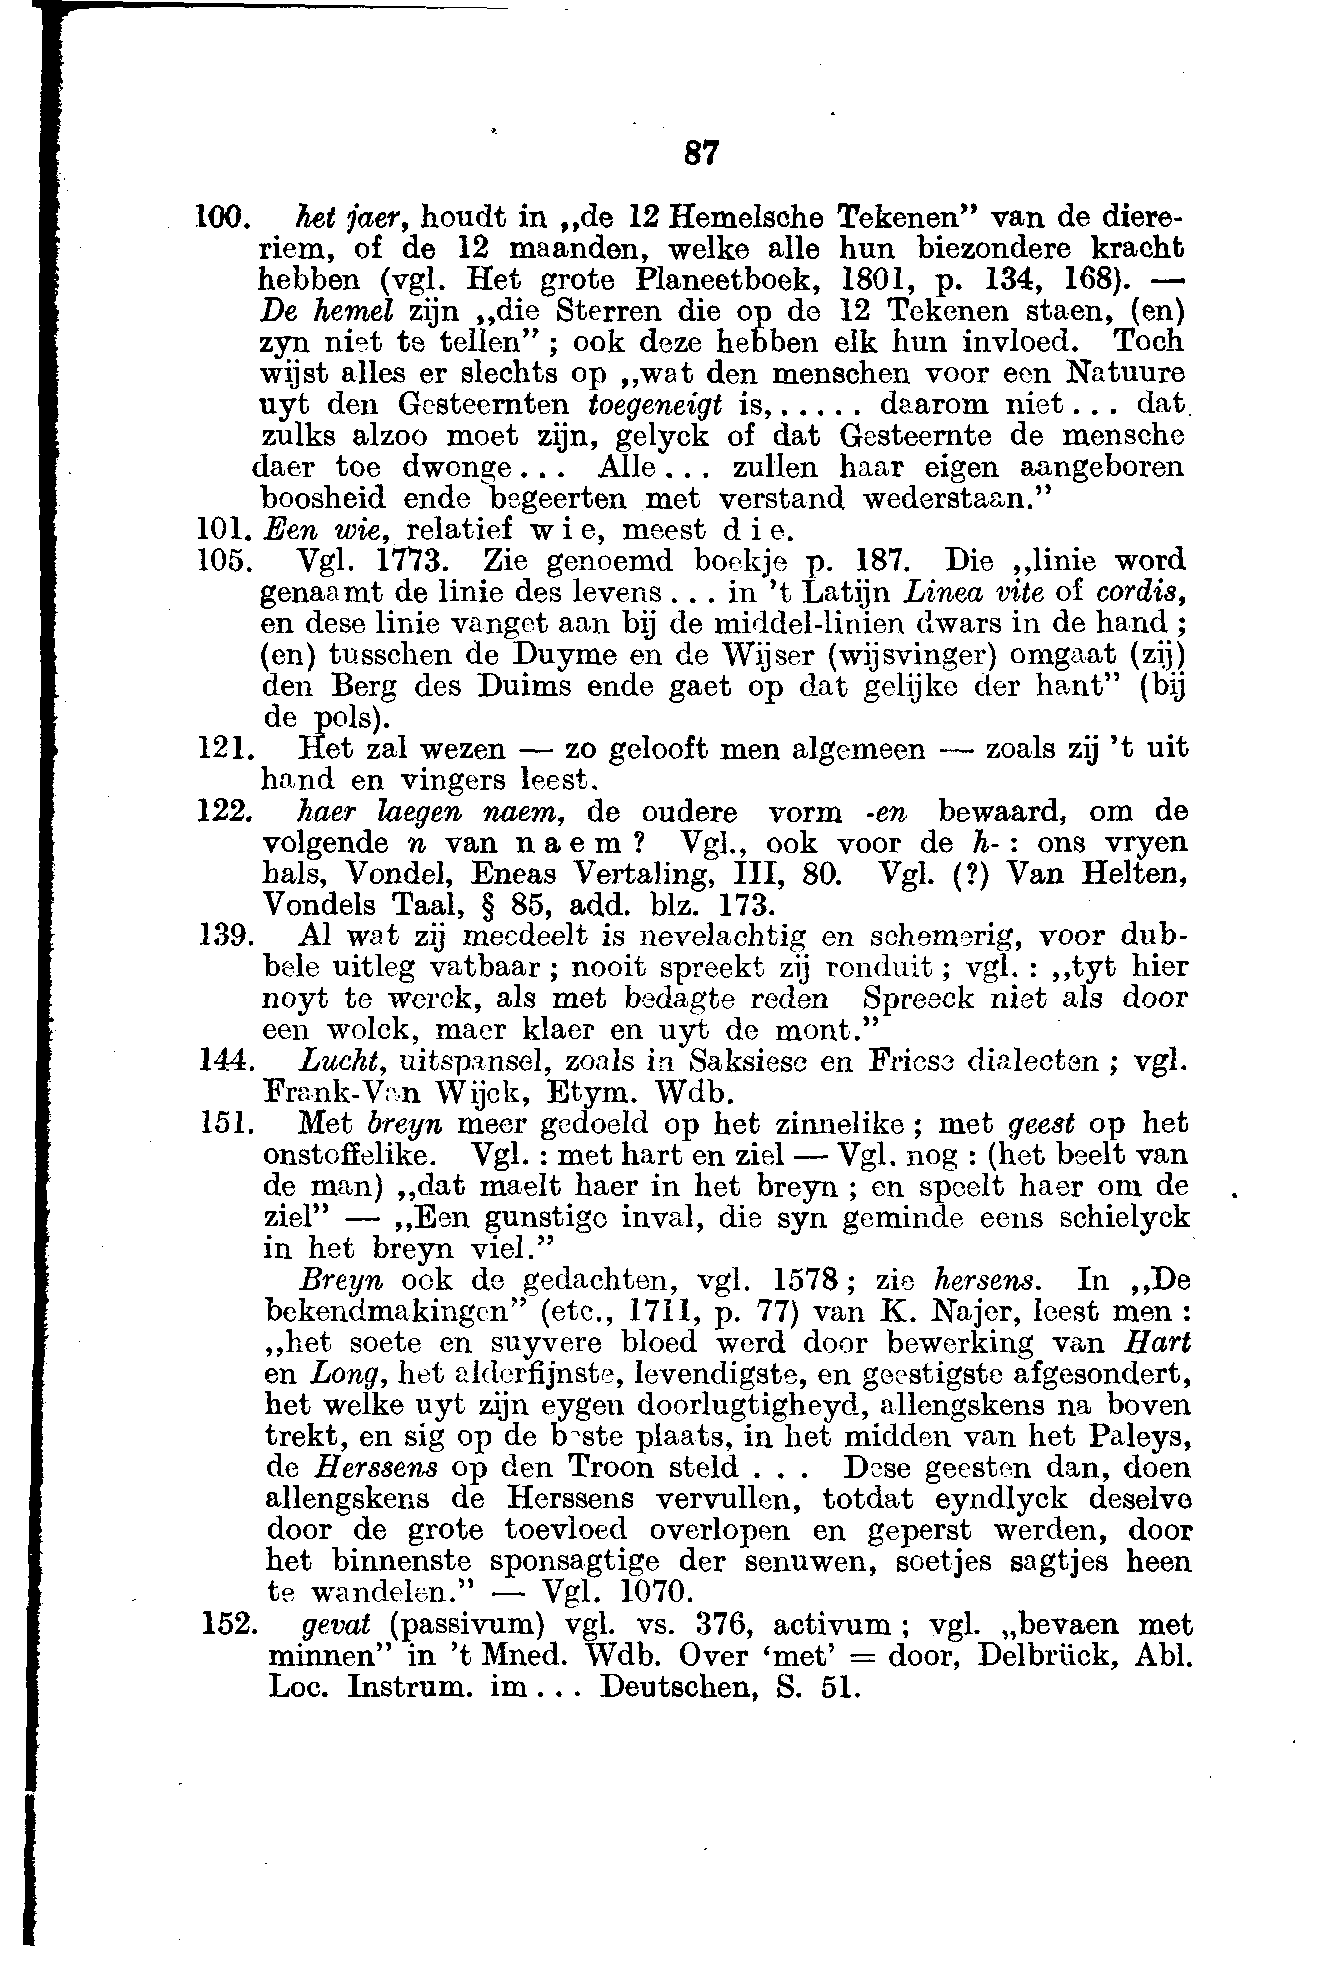 87
100. het jaer, houdt in „de 12 Hemelsche Tekenen” van de diere-
riem, of de 12 maanden, welke alle hun biezondere kracht
hebben (vgl. Het grote Planeetboek, 1801, p. 134, 168). —
De hemel zijn „die Sterren die op de 12 Tekenen staen, (en)
zyn niet te tellen” ; ook deze hebben elk hun invloed. Toch
wijst alles er slechts op „wat den menschen voor een Natuure
uyt den Gesteernten toegeneigt is,..... daarom niet... dat
zulks alzoo moet zijn, gelyck of dat Gesteernte de mensche
daer toe dwonge... Alle... zullen haar eigen aangeboren
boosheid ende begeerten met verstand wederstaan.”
101. Een wie, relatief w i e, meest d i e.
105. Vgl. 1773. Zie genoemd boekje p. 187. Die „linie word
genaamt de linie des levens... in 't Latijn Linea vite of cordis,
en dese linie vanget aan bij de middel-linien dwars in de hand ;
(en) tusschen de Duyme en de Wijser (wijsvinger) omgaat (zij)
den Berg des Duims ende gaet op dat gelijke der hant” (bij
de pols).
121. Het zal wezen — zo gelooft men algemeen — zoals zij 't uit
hand en vingers leest.
122. haer laegen naem, de oudere vorm -en bewaard, om de
volgende n van n a e m ? Vgl., ook voor de h- : ons vryen
hals, Vondel, Eneas Vertaling, III, 80. Vgl. (?) Van Helten,
Vondels Taal, § 85, add. blz. 173.
139. Al wat zij meedeelt is nevelachtig en schemerig, voor dub-
bele uitleg vatbaar ; nooit spreekt zij ronduit ; vgl. : „tyt hier
noyt te werck, als met bedagte reden Spreeck niet als door
een wolck, maer klaer en uyt de mont.”
144. Lucht, uitspansel, zoals in Saksiese en Friese dialecten ; vgl.
Frank-Van Wijck, Etym. Wdb.
151. Met breyn meer gedoeld op het zinnelike ; met geest op het
onstoffelike. Vgl. : met hart en ziel — Vgl. nog : (het beelt van
de man) „dat maelt haer in het breyn ; en speelt haer om de
ziel” — „Een gunstige inval, die syn geminde eens schielyck
in het breyn viel.”
Breyn ook de gedachten, vgl. 1578 ; zie hersens. In „De
bekendmakingen” (etc., 1711, p. 77) van K. Najer, leest men :
„het soete en suyvere bloed werd door bewerking van Hart
en Long, het alderfijnste, levendigste, en geestigste afgesondert,
het welke uyt zijn eygen doorlugtigheyd, allengskens na boven
trekt, en sig op de beste plaats, in het midden van het Paleys,
de Herssens op den Troon steld . . . Dese geesten dan, doen
allengskens de Herssens vervullen, totdat eyndlyck deselve
door de grote toevloed overlopen en geperst werden, door
het binnenste sponsagtige der senuwen, soetjes sagtjes heen
te wandelen.” — Vgl. 1070.
152. gevat (passivum) vgl. vs. 376, activum ; vgl. „bevaen met
minnen” in 't Mned. Wdb. Over ‘met’ = door, Delbrück, Abl.
Loc. Instrum. im... Deutschen, S. 51.